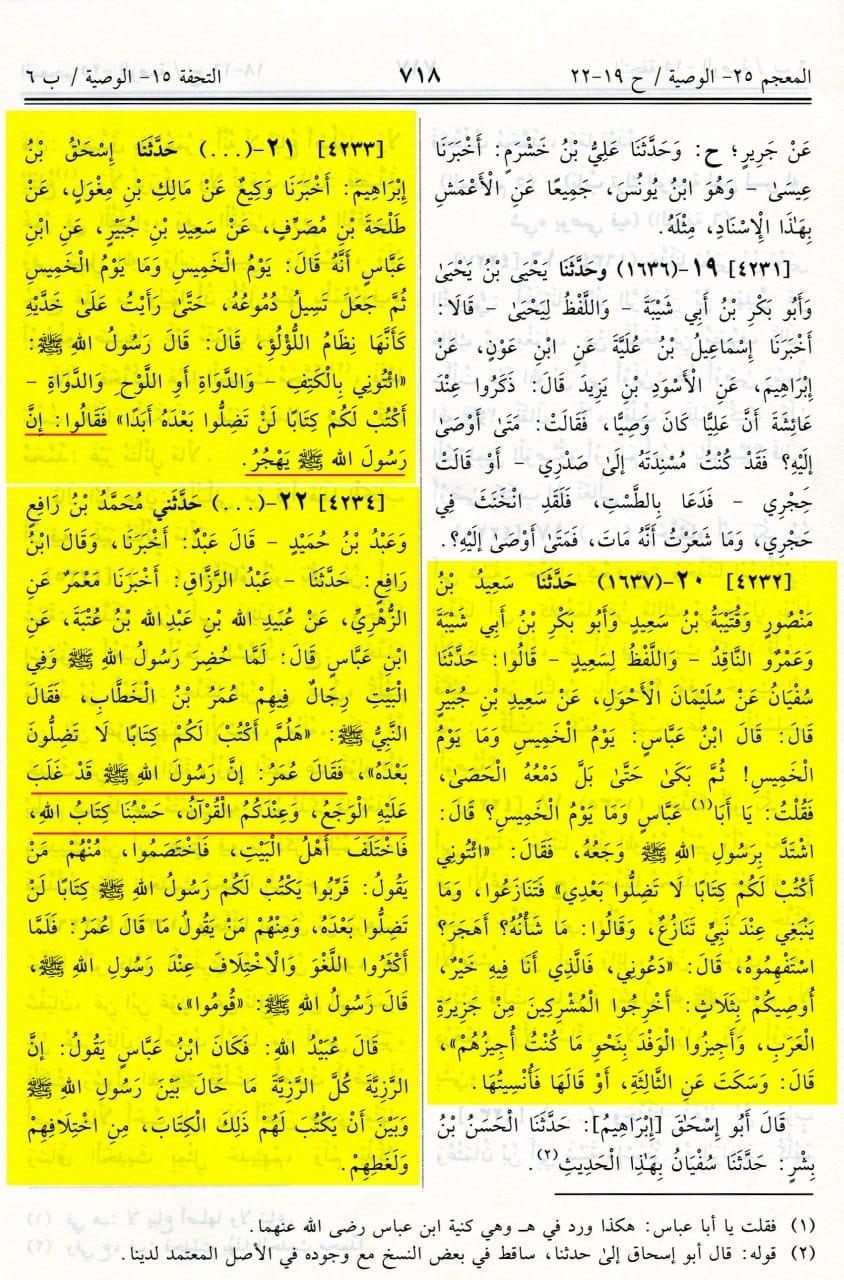 المعجم ٢٥- الوصية / ح ١٩-٢٢
٧١٨
التحفة ١٥- الوصية / ب ٦
عَنْ جَرِيرٍ؛ ح: وَحَدَّثَنَا عَلِيُّ بْنُ خَشْرَمٍ: أَخْبَرَنَا
عِيسَىٰ - وَهُوَ ابْنُ يُونُسَ، جَمِيعًا عَنِ الْأَعْمَشِ
بِهَٰذَا الْإِسْنَادِ، مِثْلَهُ.
[٤٢٣١] ١٩-(١٦٣٦) وحَدَّثَنَا يَحْيَى بْنُ يَحْيَىٰ
وَأَبُو بَكْرِ بْنُ أَبِي شَيْبَةَ - وَاللَّفْظُ لِيَحْيَىٰ - قَالَا:
أَخْبَرَنَا إِسْمَاعِيلُ بْنُ عُلَيَّةَ عَنِ ابْنِ عَوْنٍ، عَنْ
إِبْرَاهِيمَ، عَنِ الْأَسْوَدِ بْنِ يَزِيدَ قَالَ: ذَكَرُوا عِنْدَ
عَائِشَةَ أَنَّ عَلِيًّا كَانَ وَصِيًّا، فَقَالَتْ: مَتَىٰ أَوْصَىٰ
إِلَيْهِ؟ فَقَدْ كُنْتُ مُسْنِدَتَهُ إِلَىٰ صَدْرِي - أَوْ قَالَتْ
حِجْرِي - فَدَعَا بِالطَّسْتِ، فَلَقَدِ انْخَنَثَ فِي
حَجْرِي، وَمَا شَعَرْتُ أَنَّهُ مَاتَ، فَمَتَىٰ أَوْصَىٰ إِلَيْهِ؟.
[٤٢٣٢] ٢٠-(١٦٣٧) حَدَّثَنَا سَعِيدُ بْنُ
مَنْصُورٍ وَقُتَيْبَةُ بْنُ سَعِيدٍ وَأَبُو بَكْرِ بْنُ أَبِي شَيْبَةَ
وَعَمْرٌو النَّاقِدُ - وَاللَّفْظُ لِسَعِيدٍ - قَالُوا: حَدَّثَنَا
سُفْيَانُ عَنْ سُلَيْمَانَ الْأَحْوَلِ، عَنْ سَعِيدِ بْنِ جُبَيْرٍ
قَالَ: قَالَ ابْنُ عَبَّاسٍ: يَوْمُ الْخَمِيسِ وَمَا يَوْمُ
الْخَمِيسِ! ثُمَّ بَكَىٰ حَتَّىٰ بَلَّ دَمْعُهُ الْحَصَىٰ،
فَقُلْتُ: يَا أَبَا(١) عَبَّاسٍ وَمَا يَوْمُ الْخَمِيسِ؟ قَالَ:
اشْتَدَّ بِرَسُولِ اللهِ ﷺ وَجَعُهُ، فَقَالَ: «ائْتُونِي
أَكْتُبْ لَكُمْ كِتَابًا لَا تَضِلُّوا بَعْدِي» فَتَنَازَعُوا، وَمَا
يَنْبَغِي عِنْدَ نَبِيٍّ تَنَازُعٌ، وَقَالُوا: مَا شَأْنُهُ؟ أَهَجَرَ؟
اسْتَفْهِمُوهُ، قَالَ: «دَعُونِي، فَالَّذِي أَنَا فِيهِ خَيْرٌ،
أُوصِيكُمْ بِثَلَاثٍ: أَخْرِجُوا الْمُشْرِكِينَ مِنْ جَزِيرَةِ
الْعَرَبِ، وَأَجِيزُوا الْوَفْدَ بِنَحْوِ مَا كُنْتُ أُجِيزُهُمْ»،
قَالَ: وَسَكَتَ عَنِ الثَّالِثَةِ، أَوْ قَالَهَا فَأُنْسِيتُهَا.
قَالَ أَبُو إِسْحَاقَ [إِبْرَاهِيمُ]: حَدَّثَنَا الْحَسَنُ بْنُ
بِشْرٍ: حَدَّثَنَا سُفْيَانُ بِهَٰذَا الْحَدِيثِ(٢).
[٤٢٣٣] ٢١-(...) حَدَّثَنَا إِسْحَاقُ بْنُ
إِبْرَاهِيمَ: أَخْبَرَنَا وَكِيعٌ عَنْ مَالِكِ بْنِ مِغْوَلٍ، عَنْ
طَلْحَةَ بْنِ مُصَرِّفٍ، عَنْ سَعِيدِ بْنِ جُبَيْرٍ، عَنِ ابْنِ
عَبَّاسٍ أَنَّهُ قَالَ: يَوْمُ الْخَمِيسِ وَمَا يَوْمُ الْخَمِيسِ
ثُمَّ جَعَلَ تَسِيلُ دُمُوعُهُ، حَتَّىٰ رَأَيْتُ عَلَىٰ خَدَّيْهِ
كَأَنَّهَا نِظَامُ اللُّؤْلُؤِ، قَالَ: قَالَ رَسُولُ اللهِ ﷺ:
«ائْتُونِي بِالْكَتِفِ - وَالدَّوَاةِ أَوِ اللَّوْحِ وَالدَّوَاةِ -
أَكْتُبْ لَكُمْ كِتَابًا لَنْ تَضِلُّوا بَعْدَهُ أَبَدًا» فَقَالُوا: إِنَّ
رَسُولَ اللهِ ﷺ يَهْجُرُ.
[٤٢٣٤] ٢٢-(...) حَدَّثَنِي مُحَمَّدُ بْنُ رَافِعٍ
وَعَبْدُ بْنُ حُمَيْدٍ - قَالَ عَبْدٌ: أَخْبَرَنَا، وَقَالَ ابْنُ
رَافِعٍ: حَدَّثَنَا - عَبْدُ الرَّزَّاقِ: أَخْبَرَنَا مَعْمَرٌ عَنِ
الزُّهْرِيِّ، عَنْ عُبَيْدِ اللهِ بْنِ عَبْدِ اللهِ بْنِ عُتْبَةَ، عَنِ
ابْنِ عَبَّاسٍ قَالَ: لَمَّا حُضِرَ رَسُولُ اللهِ ﷺ وَفِي
الْبَيْتِ رِجَالٌ فِيهِمْ عُمَرُ بْنُ الْخَطَّابِ، فَقَالَ
النَّبِيُّ ﷺ: «هَلُمَّ أَكْتُبْ لَكُمْ كِتَابًا لَا تَضِلُّونَ
بَعْدَهُ»، فَقَالَ عُمَرُ: إِنَّ رَسُولَ اللهِ ﷺ قَدْ غَلَبَ
عَلَيْهِ الْوَجَعُ، وَعِنْدَكُمُ الْقُرْآنُ، حَسْبُنَا كِتَابُ اللهِ،
فَاخْتَلَفَ أَهْلُ الْبَيْتِ، فَاخْتَصَمُوا، مُنْهُمْ مَنْ
يَقُولُ: قَرِّبُوا يَكْتُبْ لَكُمْ رَسُولُ اللهِ ﷺ كِتَابًا لَنْ
تَضِلُّوا بَعْدَهُ، وَمِنْهُمْ مَنْ يَقُولُ مَا قَالَ عُمَرُ: فَلَمَّا
أَكْثَرُوا اللَّغْوَ وَالْاخْتِلَافَ عِنْدَ رَسُولِ اللهِ ﷺ،
قَالَ رَسُولُ اللهِ ﷺ: «قُومُوا»،
قَالَ عُبَيْدُ اللهِ: فَكَانَ ابْنُ عَبَّاسٍ يَقُولُ: إِنَّ
الرَّزِيَّةَ كُلَّ الرَّزِيَّةِ مَا حَالَ بَيْنَ رَسُولِ اللهِ ﷺ
وَبَيْنَ أَنْ يَكْتُبَ لَهُمْ ذَلِكَ الْكِتَابَ، مِنِ اخْتِلَافِهِمْ
وَلَغَطِهِمْ.
(١) فقلت يا أبا عباس: هكذا ورد في هـ وهي كنية ابن عباس رضى الله عنهما.
(٢) قوله: قال أبو إسحاق إلىٰ حدثنا، ساقط في بعض النسخ مع وجوده في الأصل المعتمد لدينا.